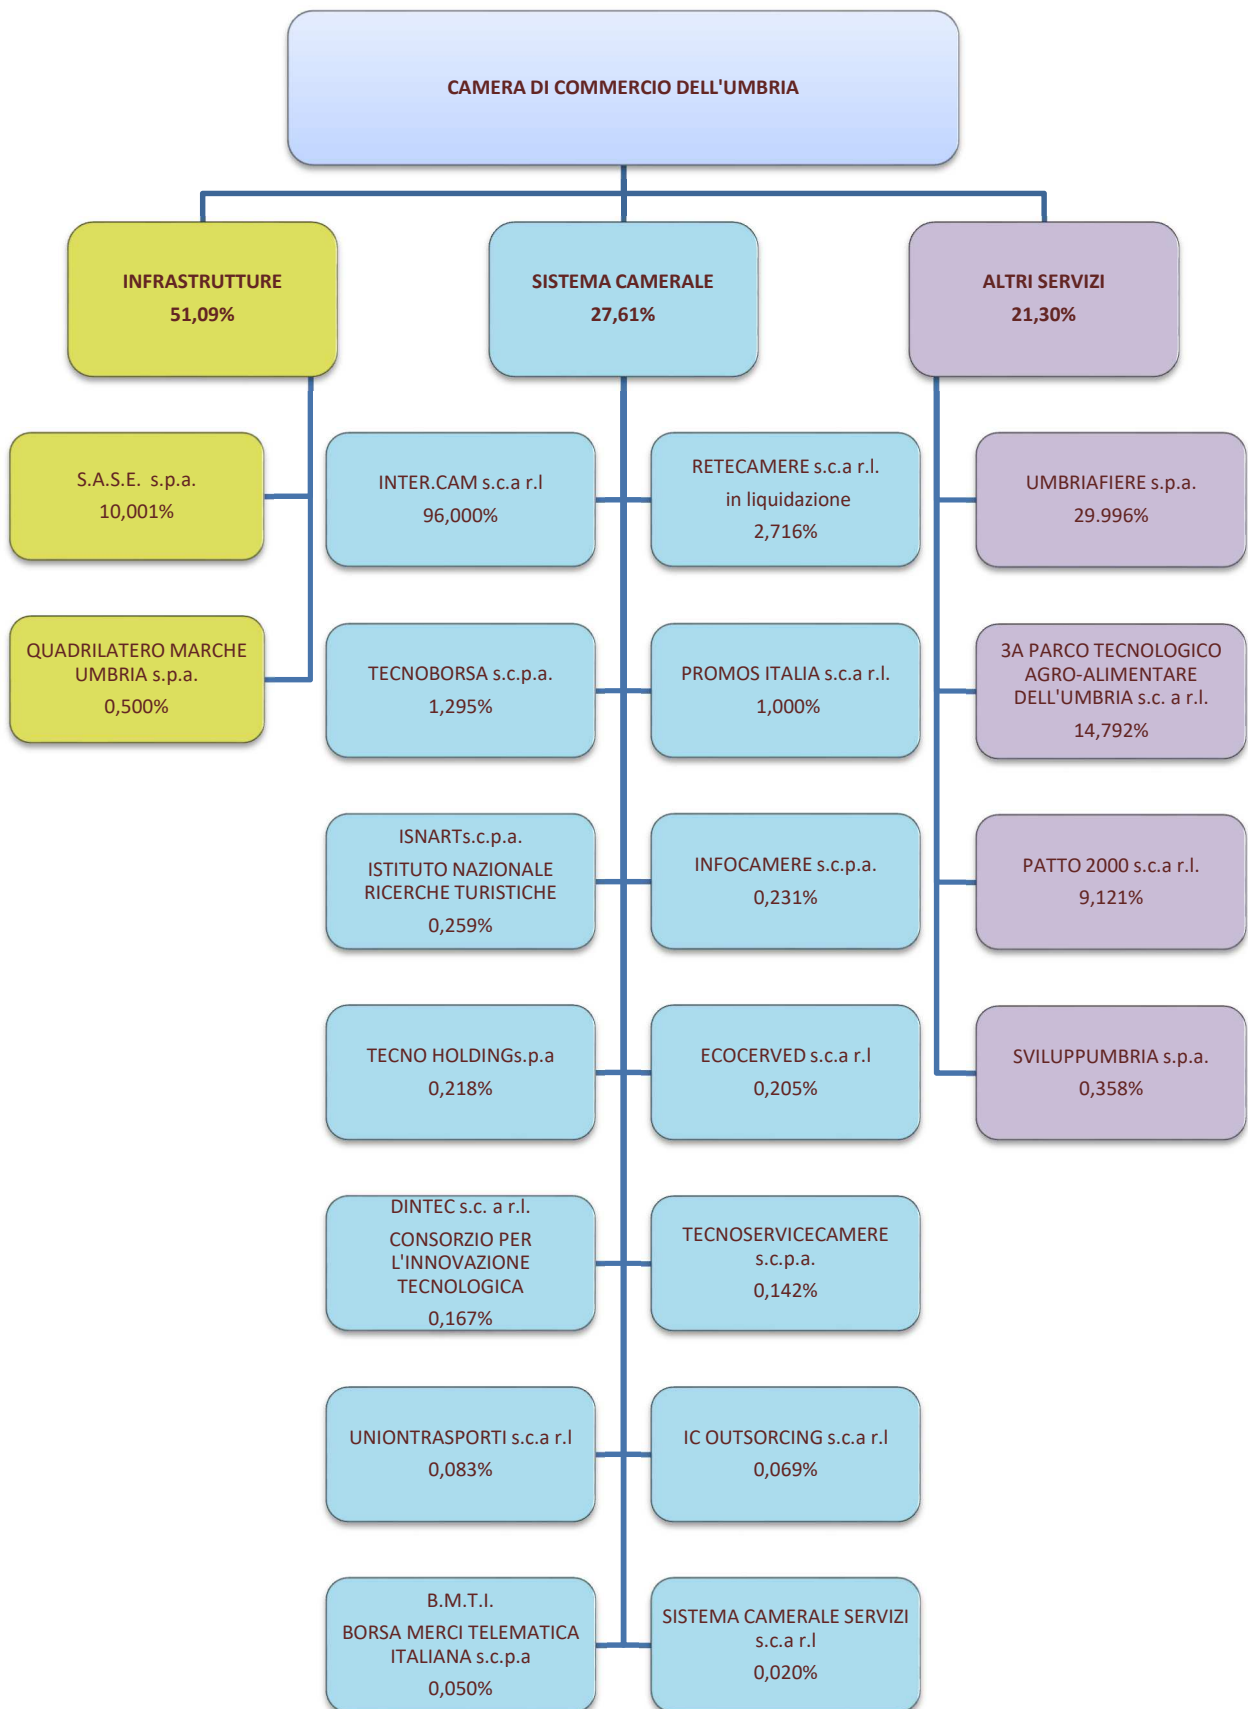 CAMERA DI COMMERCIO DELL'UMBRIA
INFRASTRUTTURE
51,09%
SISTEMA CAMERALE
27,61%
ALTRI SERVIZI
21,30%
S.A.S.E. s.p.a.
10,001%
QUADRILATERO MARCHE
UMBRIA s.p.a.
0,500%
INTER.CAM s.c.a r.l
96,000%
RETECAMERE s.c.a r.l.
in liquidazione
2,716%
TECNOBORSA s.c.p.a.
1,295%
PROMOS ITALIA s.c.a r.l.
1,000%
ISNARTs.c.p.a.
ISTITUTO NAZIONALE
RICERCHE TURISTICHE
0,259%
INFOCAMERE s.c.p.a.
0,231%
TECNO HOLDINGs.p.a
0,218%
ECOCERVED s.c.a r.l
0,205%
DINTEC s.c. a r.l.
CONSORZIO PER
L'INNOVAZIONE
TECNOLOGICA
0,167%
TECNOSERVICECAMERE
s.c.p.a.
0,142%
UNIONTRASPORTI s.c.a r.l
0,083%
IC OUTSORCING s.c.a r.l
0,069%
B.M.T.I.
BORSA MERCI TELEMATICA
ITALIANA s.c.p.a
0,050%
SISTEMA CAMERALE SERVIZI
s.c.a r.l
0,020%
UMBRIAFIERE s.p.a.
29.996%
3A PARCO TECNOLOGICO
AGRO-ALIMENTARE
DELL'UMBRIA s.c. a r.l.
14,792%
PATTO 2000 s.c.a r.l.
9,121%
SVILUPPUMBRIA s.p.a.
0,358%